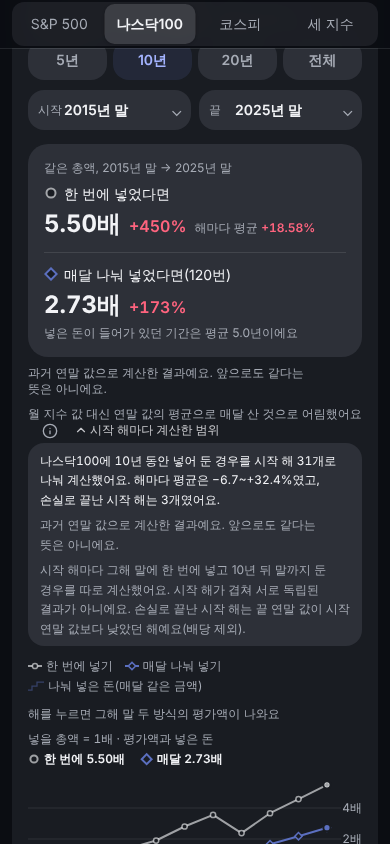 S&P 500 나스닥100 코스피 세 지수
5년 10년 20년 전체
시작 2015년 말 끝 2025년 말
같은 총액, 2015년 말 → 2025년 말
한 번에 넣었다면
5.50배 +450% 해마다 평균 +18.58%
매달 나눠 넣었다면(120번)
2.73배 +173%
넣은 돈이 들어가 있던 기간은 평균 5.0년이에요
과거 연말 값으로 계산한 결과예요. 앞으로도 같다는
뜻은 아니에요.
월 지수 값 대신 연말 값의 평균으로 매달 산 것으로 어림했어요
시작 해마다 계산한 범위
나스닥100에 10년 동안 넣어 둔 경우를 시작 해 31개로
나눠 계산했어요. 해마다 평균은 −6.7~+32.4%였고,
손실로 끝난 시작 해는 3개였어요.
과거 연말 값으로 계산한 결과예요. 앞으로도 같다는
뜻은 아니에요.
시작 해마다 그해 말에 한 번에 넣고 10년 뒤 말까지 둔
경우를 따로 계산했어요. 시작 해가 겹쳐 서로 독립된
결과가 아니에요. 손실로 끝난 시작 해는 끝 연말 값이 시작
연말 값보다 낮았던 해예요(배당 제외).
한 번에 넣기 매달 나눠 넣기
나눠 넣은 돈(매달 같은 금액)
해를 누르면 그해 말 두 방식의 평가액이 나와요
넣을 총액 = 1배 · 평가액과 넣은 돈
한 번에 5.50배 매달 2.73배
4배
2배